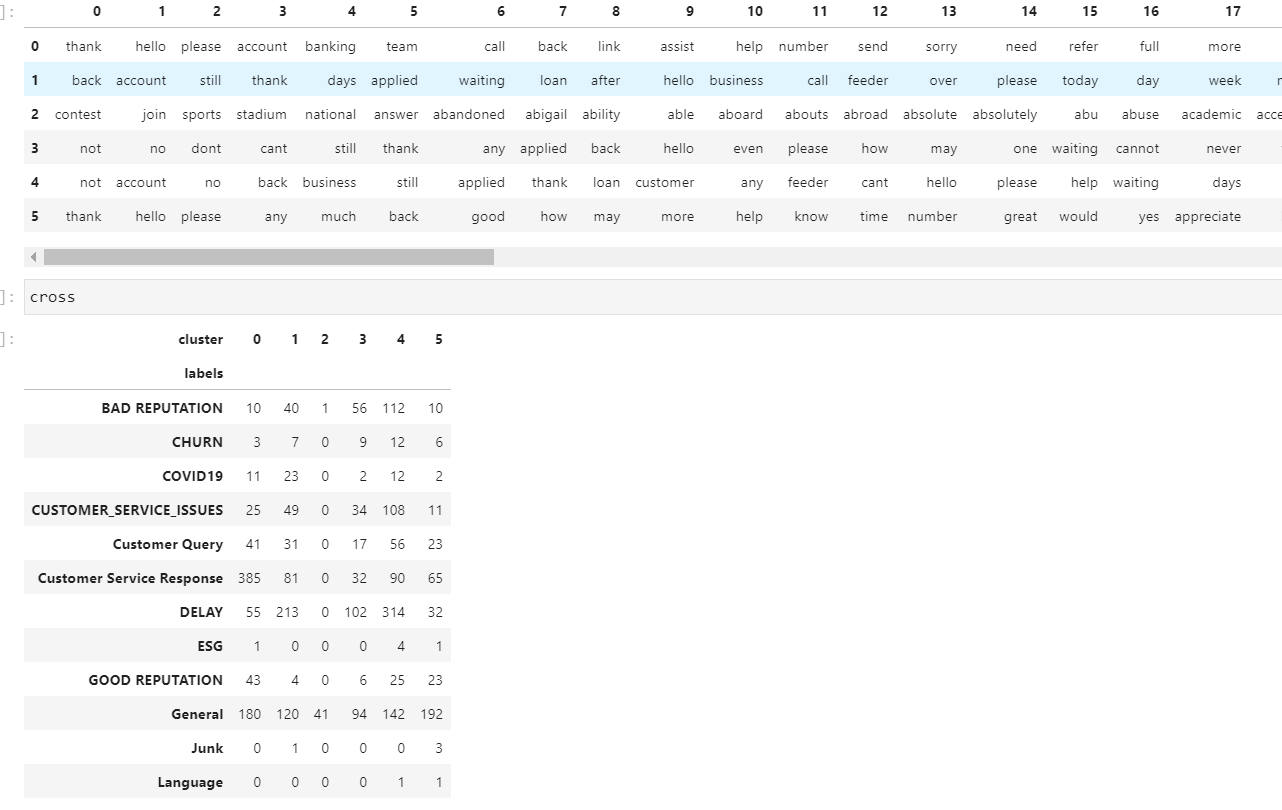 ]: 0 1 2 3 4 5 6 7 8 9 10 11 12 13 14 15 16 17
0 thank hello please account banking team call back link assist help number send sorry need refer full more
1 back account still thank days applied waiting loan after hello business call feeder over please today day week
2 contest join sports stadium national answer abandoned abigail ability able aboard abouts abroad absolute absolutely abu abuse academic acce
3 not no dont cant still thank any applied back hello even please how may one waiting cannot never
4 not account no back business still applied thank loan customer any feeder cant hello please help waiting days
5 thank hello please any much back good how may more help know time number great would yes appreciate
]: cross
]: cluster 0 1 2 3 4 5
labels
BAD REPUTATION 10 40 1 56 112 10
CHURN 3 7 0 9 12 6
COVID19 11 23 0 2 12 2
CUSTOMER_SERVICE_ISSUES 25 49 0 34 108 11
Customer Query 41 31 0 17 56 23
Customer Service Response 385 81 0 32 90 65
DELAY 55 213 0 102 314 32
ESG 1 0 0 0 4 1
GOOD REPUTATION 43 4 0 6 25 23
General 180 120 41 94 142 192
Junk 0 1 0 0 0 3
Language 0 0 0 0 1 1